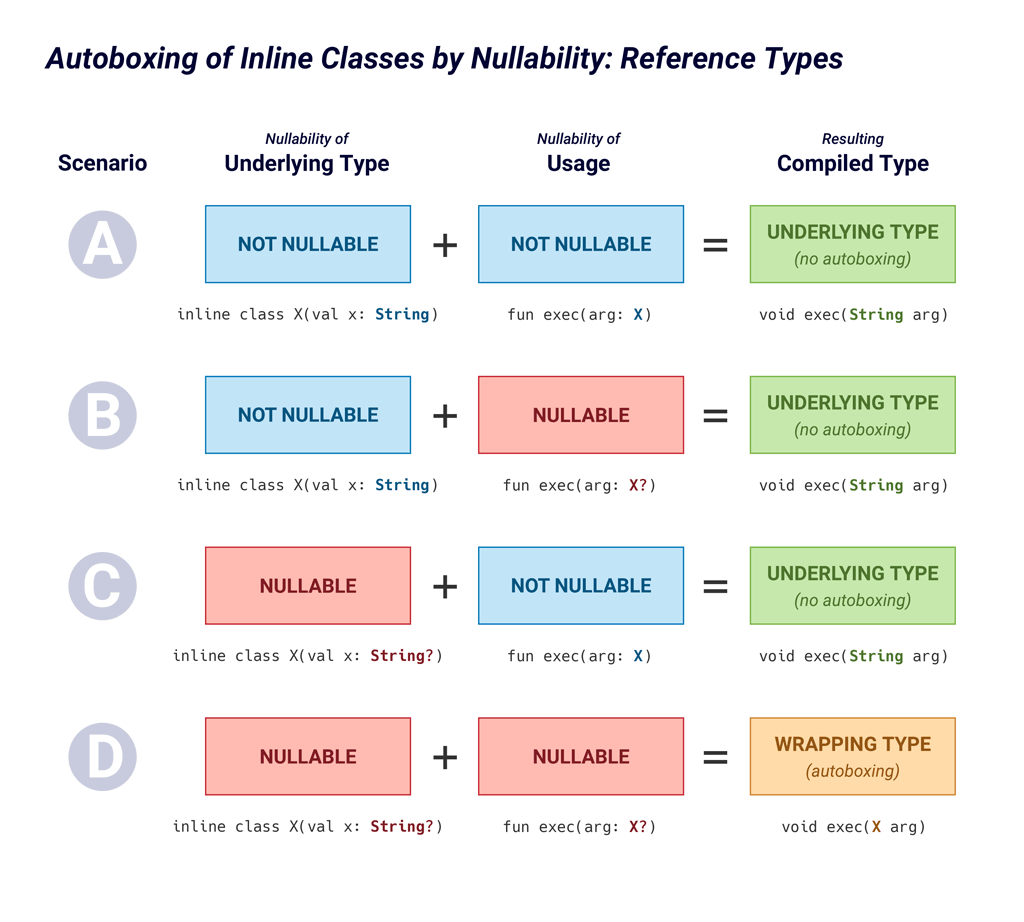 Autoboxing of Inline Classes by Nullability: Reference Types
Nullability of
Nullability of
Resulting
Scenario
Underlying Type
Usage
Compiled Type
A
NOT NULLABLE
+
NOT NULLABLE
=
UNDERLYING TYPE
(no autoboxing)
inline class X(val x: String)
fun exec(arg: X)
void exec(String arg)
B
NOT NULLABLE
+
NULLABLE
=
UNDERLYING TYPE
(no autoboxing)
inline class X(val x: String)
fun exec(arg: X?)
void exec(String arg)
C
NULLABLE
+
NOT NULLABLE
=
UNDERLYING TYPE
(no autoboxing)
inline class X(val x: String?)
fun exec(arg: X)
void exec(String arg)
D
NULLABLE
+
NULLABLE
=
WRAPPING TYPE
(autoboxing)
inline class X(val x: String?)
fun exec(arg: X?)
void exec(X arg)